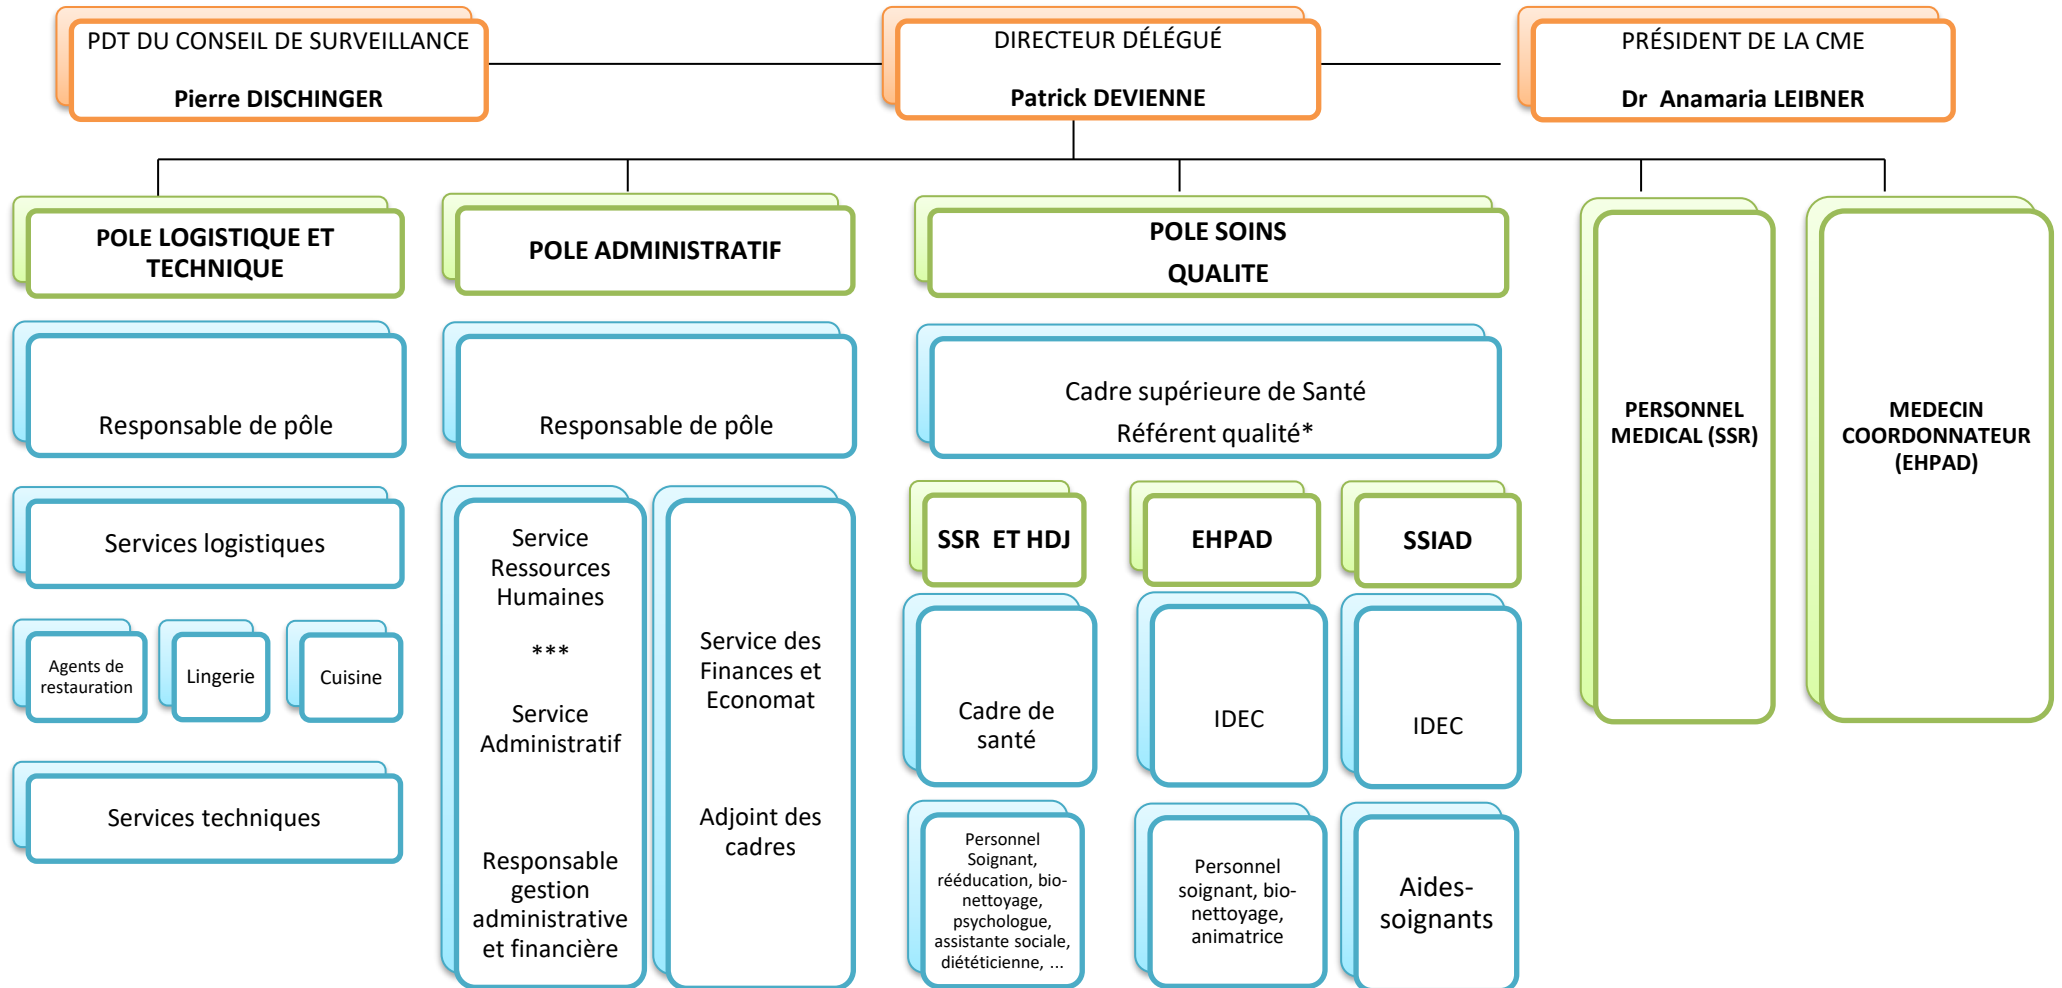 PDT DU CONSEIL DE SURVEILLANCE
Pierre DISCHINGER
DIRECTEUR DÉLÉGUÉ
Patrick DEVIENNE
PRÉSIDENT DE LA CME
Dr Anamaria LEIBNER
POLE LOGISTIQUE ET
TECHNIQUE
Responsable de pôle
Services logistiques
Agents de
restauration
Lingerie
Cuisine
Services techniques
POLE ADMINISTRATIF
Responsable de pôle
Service
Ressources
Humaines
***
Service
Administratif
Responsable
gestion
administrative
et financière
Service des
Finances et
Economat
Adjoint des
cadres
POLE SOINS
QUALITE
Cadre supérieure de Santé
Référent qualité*
SSR ET HDJ
Cadre de
santé
Personnel
Soignant,
rééducation, bio-
nettoyage,
psychologue,
assistante sociale,
diététicienne, ...
EHPAD
IDEC
Personnel
soignant, bio-
nettoyage,
animatrice
SSIAD
IDEC
Aides-
soignants
PERSONNEL
MEDICAL (SSR)
MEDECIN
COORDONNATEUR
(EHPAD)